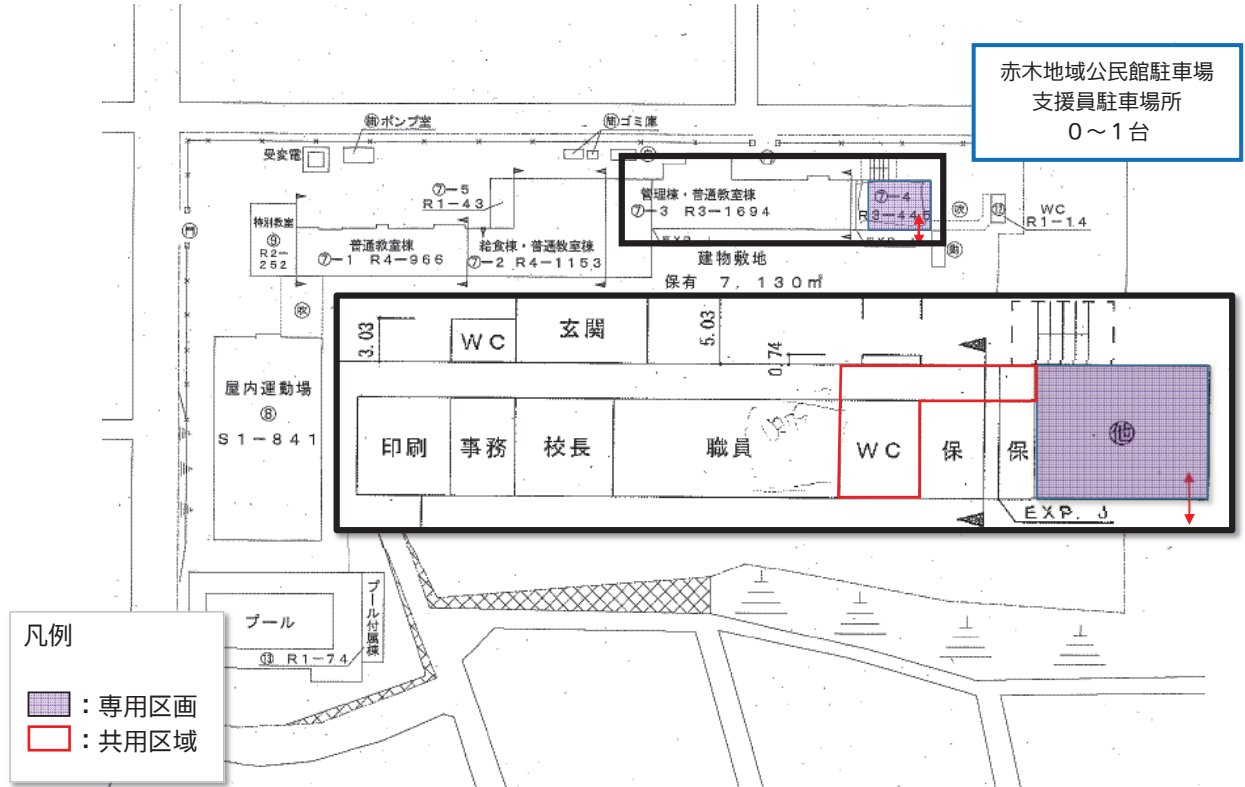 赤木地域公民館駐車場
支援員駐車場所
0～1台
簡ポンプ室
簡ゴミ庫
受変電
⑦-5
R1-43
管理棟・普通教室棟
⑦-3 R3-1694
⑦-4
R3-445
吹
⑰
WC
R1-14
特別教室
⑨
R2-
252
普通教室棟
⑦-1 R4-966
給食棟・普通教室棟
⑦-2 R4-1153
EXP. J
EXP. J
建物敷地
保有 7,130㎡
門
吹
屋内運動場
⑧
S1-841
3.03
WC
玄関
5.03
0.74
印刷
事務
校長
職員
WC
保
保
他
EXP. J
プール
プール付属棟
⑬ R1-74
凡例
：専用区画
：共用区域